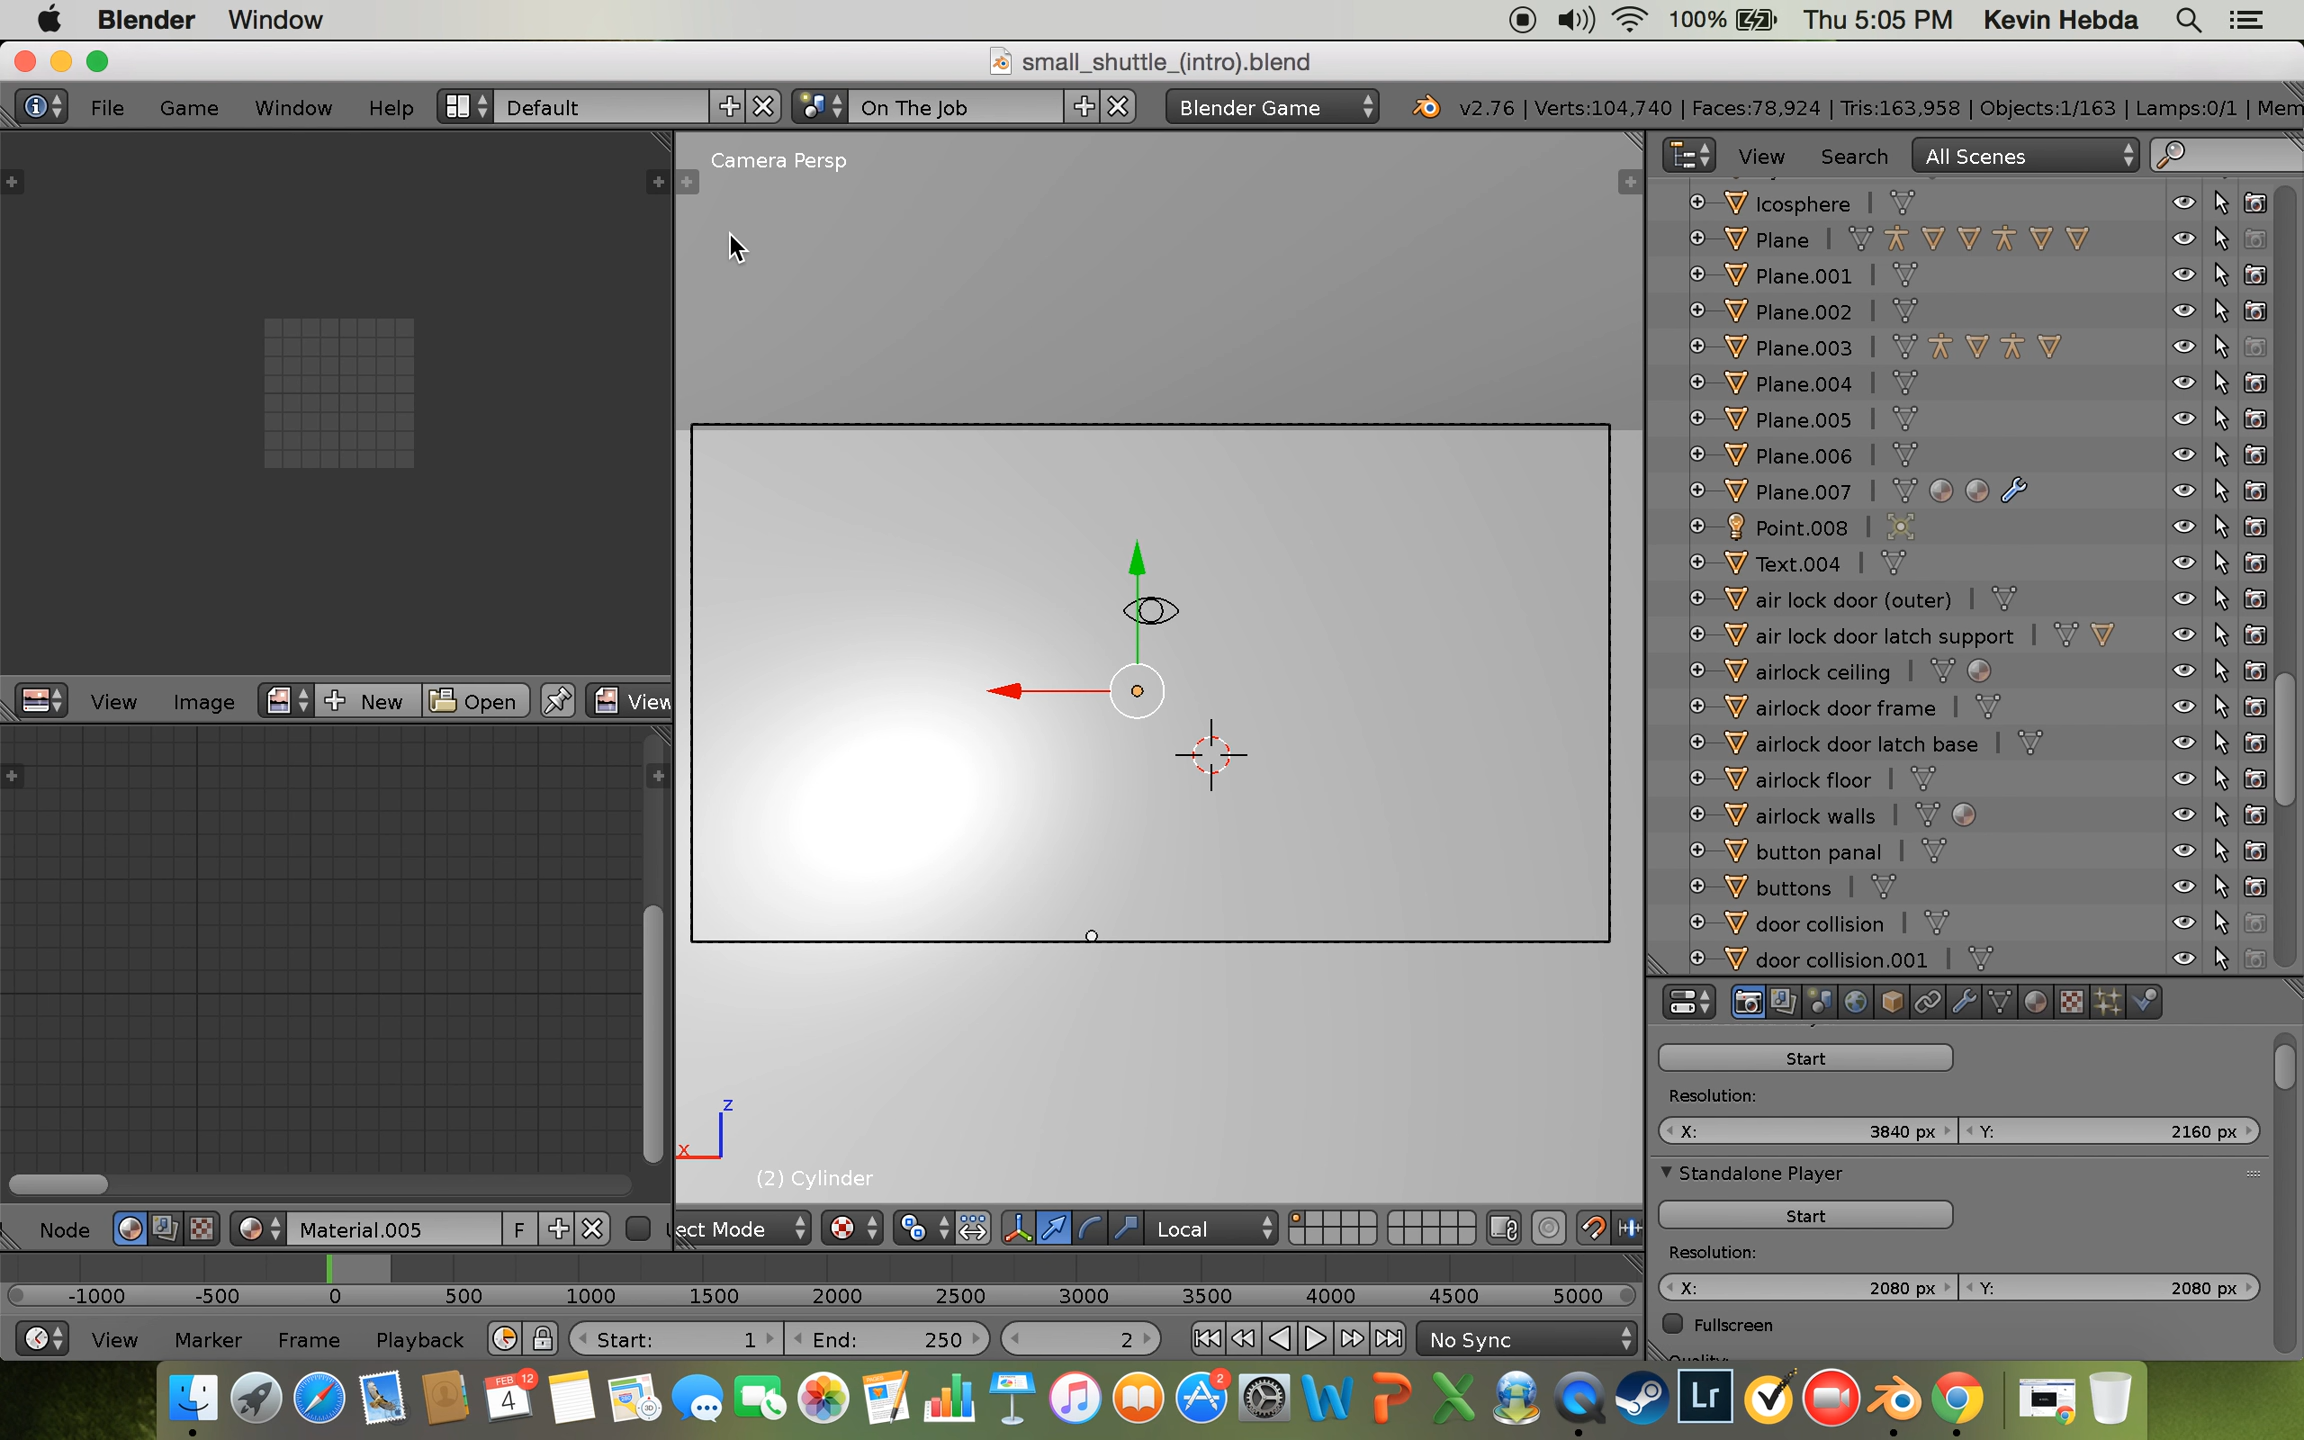 Blender Window 100% Thu 5:05 PM Kevin Hebda
small_shuttle_(intro).blend
File Game Window Help Default On The Job Blender Game v2.76 | Verts:104,740 | Faces:78,924 | Tris:163,958 | Objects:1/163 | Lamps:0/1 | Mem
Camera Persp
View Search All Scenes
Icosphere
Plane
Plane.001
Plane.002
Plane.003
Plane.004
Plane.005
Plane.006
Plane.007
Point.008
Text.004
air lock door (outer)
air lock door latch support
airlock ceiling
airlock door frame
airlock door latch base
airlock floor
airlock walls
button panal
buttons
door collision
door collision.001
View Image New Open View
Start
Resolution:
X: 3840 px Y: 2160 px
Standalone Player
Start
Resolution:
X: 2080 px Y: 2080 px
Fullscreen
z
x
(2) Cylinder
Node Material.005 F ect Mode Local
-1000 -500 0 500 1000 1500 2000 2500 3000 3500 4000 4500 5000
View Marker Frame Playback Start: 1 End: 250 2 No Sync
FEB 12
4
3D
2
W P X
Lr